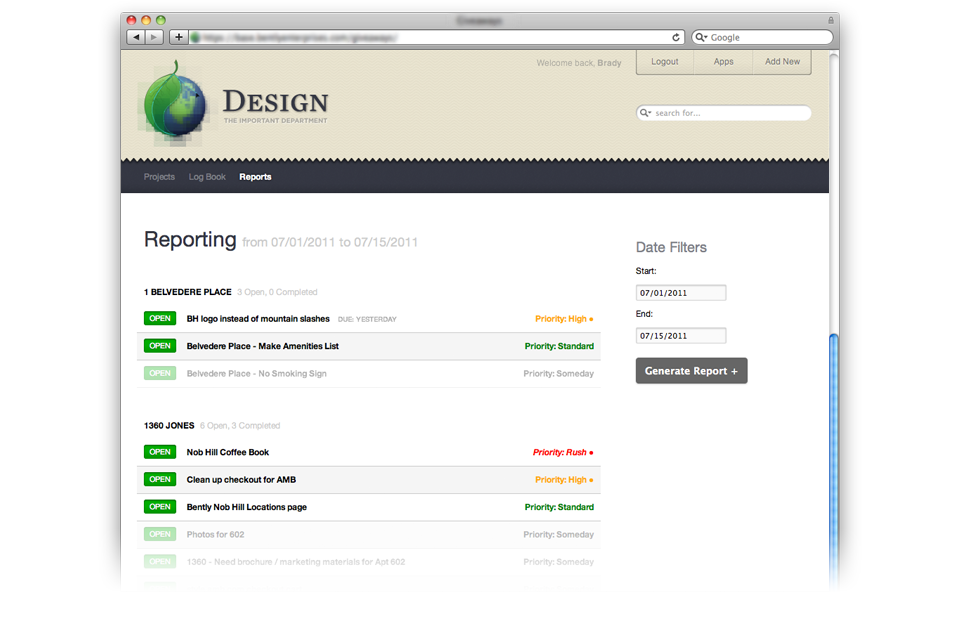 Google
Welcome back, Brady
Logout
Apps
Add New
DESIGN
THE IMPORTANT DEPARTMENT
search for...
Projects
Log Book
Reports
Reporting from 07/01/2011 to 07/15/2011
Date Filters
Start:
07/01/2011
End:
07/15/2011
Generate Report +
1 BELVEDERE PLACE 3 Open, 0 Completed
OPEN BH logo instead of mountain slashes DUE: YESTERDAY Priority: High
OPEN Belvedere Place - Make Amenities List Priority: Standard
OPEN Belvedere Place - No Smoking Sign Priority: Someday
1360 JONES 6 Open, 3 Completed
OPEN Nob Hill Coffee Book Priority: Rush
OPEN Clean up checkout for AMB Priority: High
OPEN Bently Nob Hill Locations page Priority: Standard
OPEN Photos for 602 Priority: Someday
OPEN 1360 - Need brochure / marketing materials for Apt 602 Priority: Someday